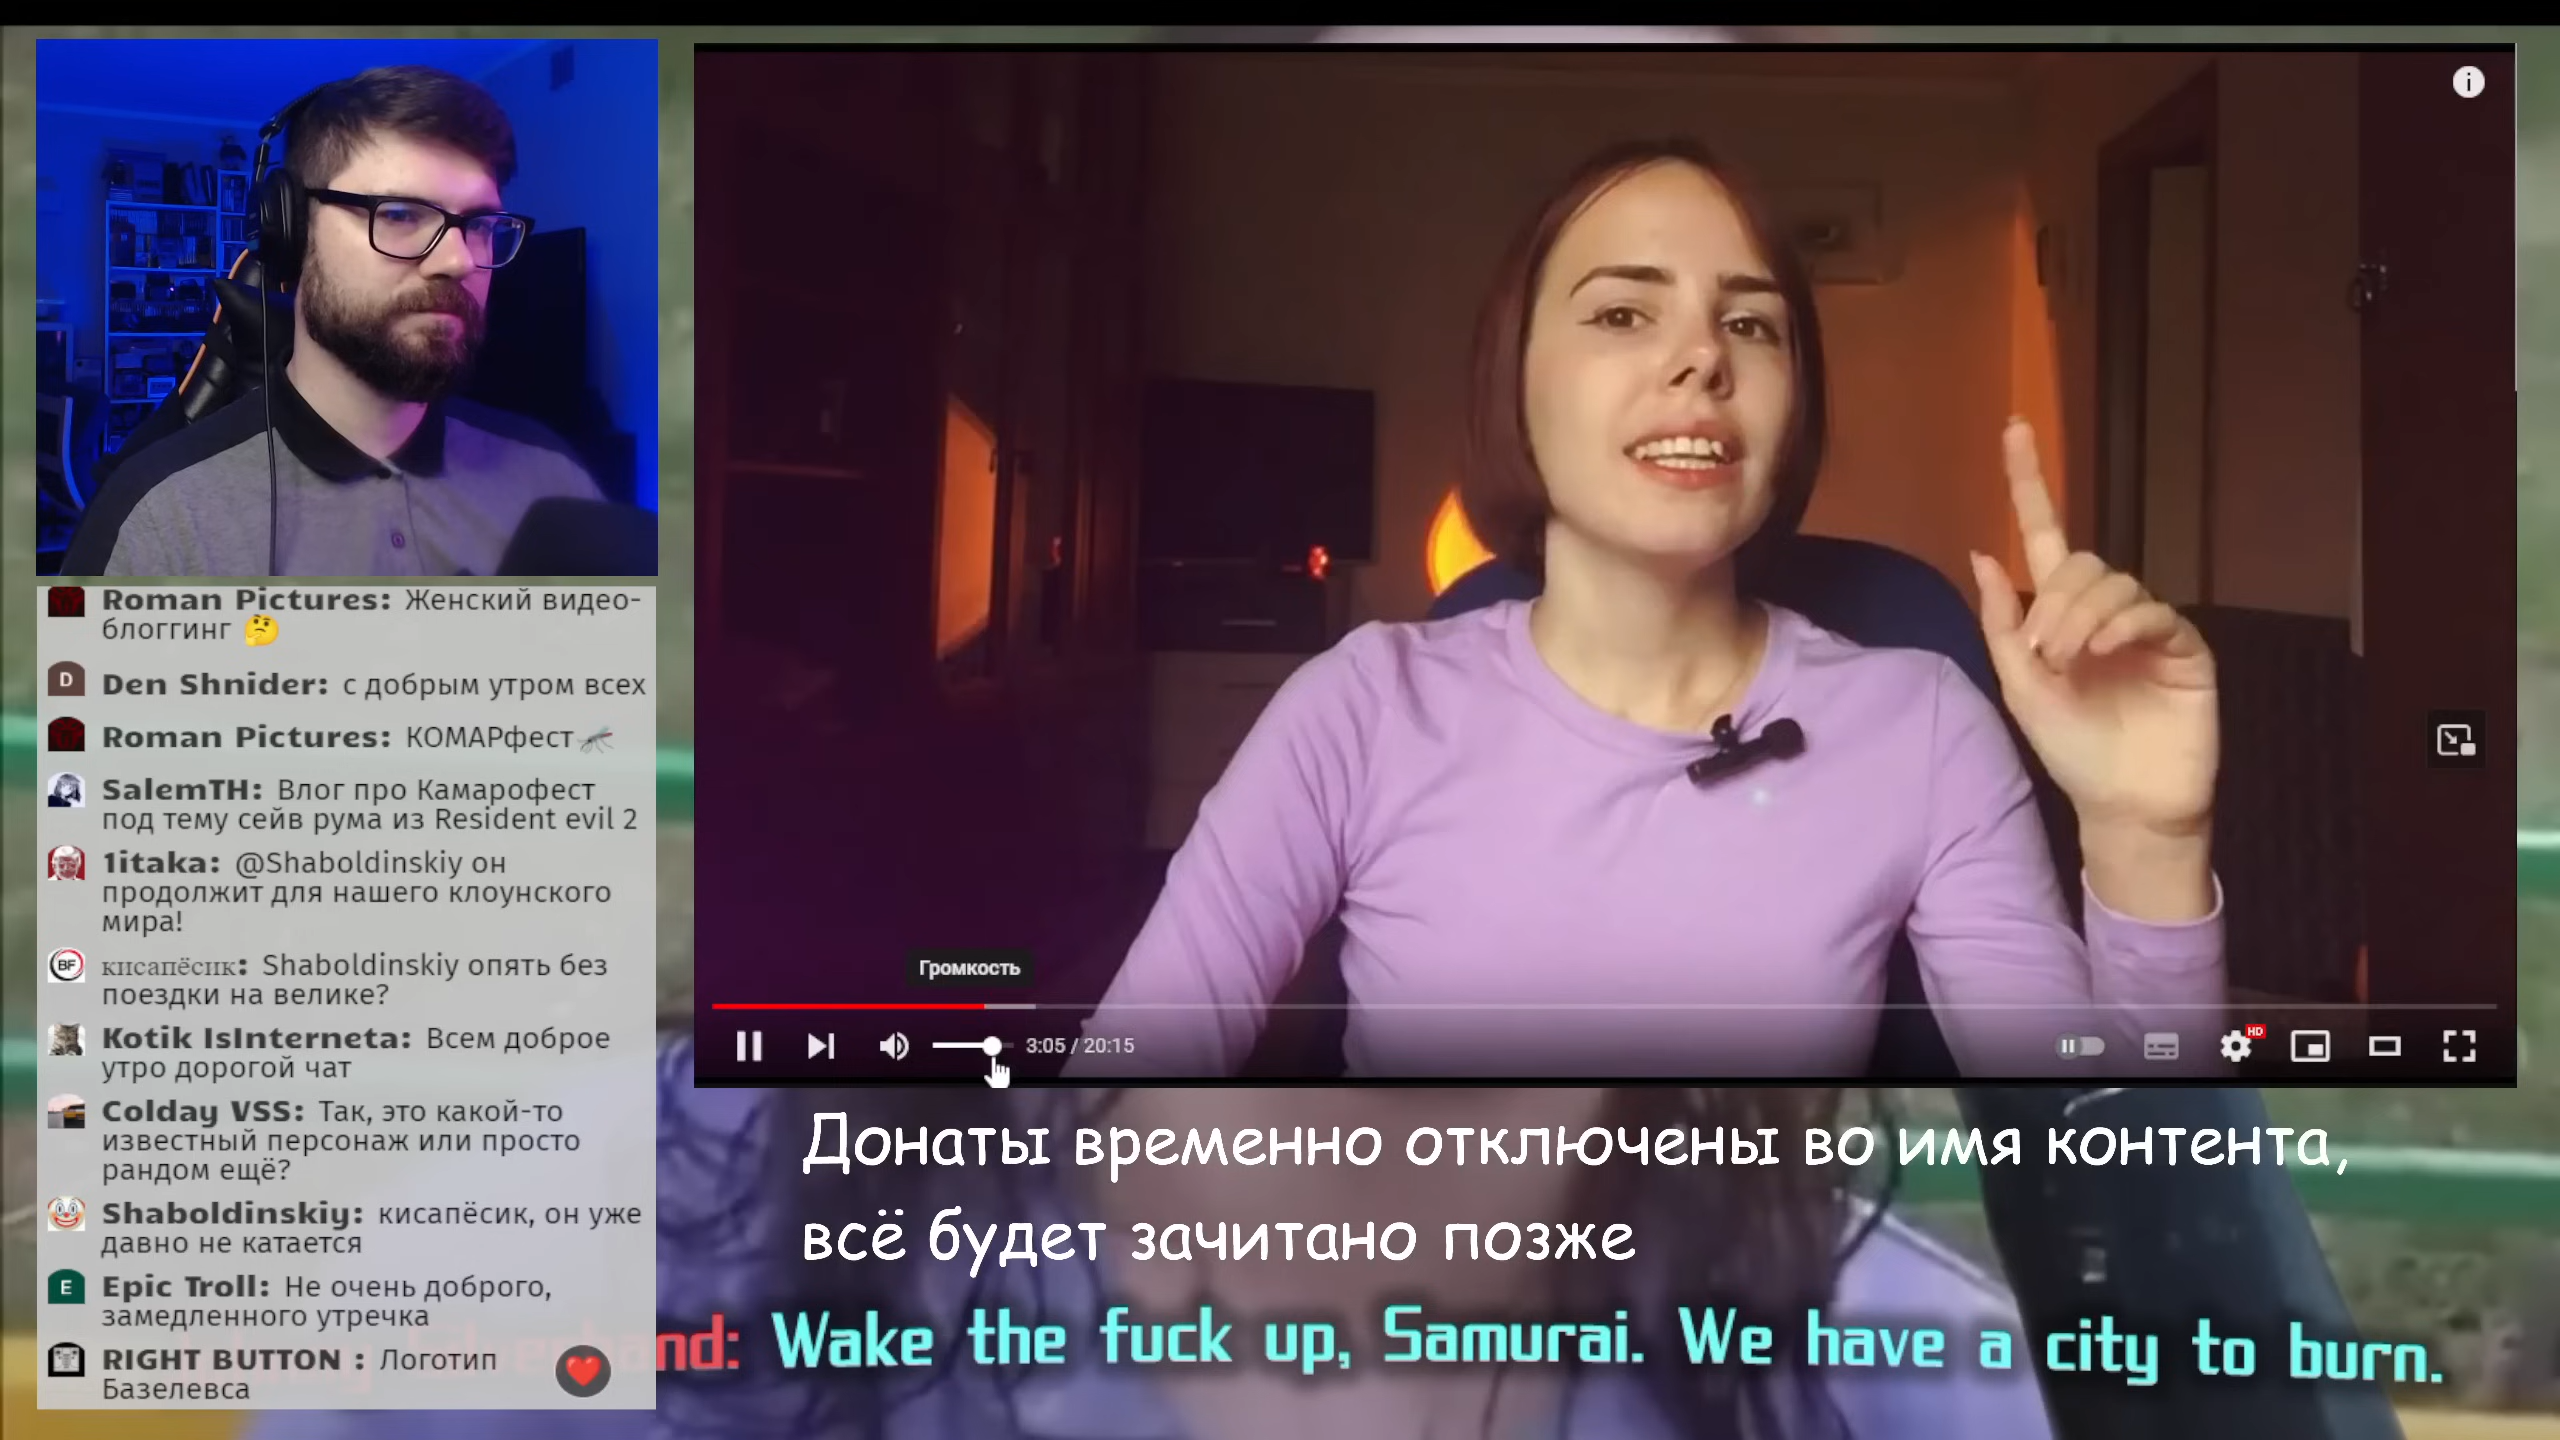 Roman Pictures: Женский видео-
блоггинг 🤔
D
Den Shnider: с добрым утром всех
Roman Pictures: КОМАРфест🦟
SalemTH: Влог про Камарофест
под тему сейв рума из Resident evil 2
1itaka: @Shaboldinskiy он
продолжит для нашего клоунского
мира!
BF
кисапёсик: Shaboldinskiy опять без
поездки на велике?
Kotik IsInterneta: Всем доброе
утро дорогой чат
Colday VSS: Так, это какой-то
известный персонаж или просто
рандом ещё?
Shaboldinskiy: кисапёсик, он уже
давно не катается
E
Epic Troll: Не очень доброго,
замедленного утречка
RIGHT BUTTON : Логотип
Базелевса
i
Громкость
3:05 / 20:15
HD
Донаты временно отключены во имя контента,
всё будет зачитано позже
nd: Wake the fuck up, Samurai. We have a city to burn.